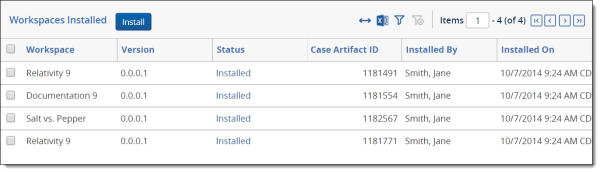 Workspaces Installed Install Items 1 - 4 (of 4)
Workspace Version Status Case Artifact ID Installed By Installed On
Relativity 9 0.0.0.1 Installed 1181491 Smith, Jane 10/7/2014 9:24 AM CD
Documentation 9 0.0.0.1 Installed 1181554 Smith, Jane 10/7/2014 9:24 AM CD
Salt vs. Pepper 0.0.0.1 Installed 1182567 Smith, Jane 10/7/2014 9:24 AM CD
Relativity 9 0.0.0.1 Installed 1181771 Smith, Jane 10/7/2014 9:24 AM CD